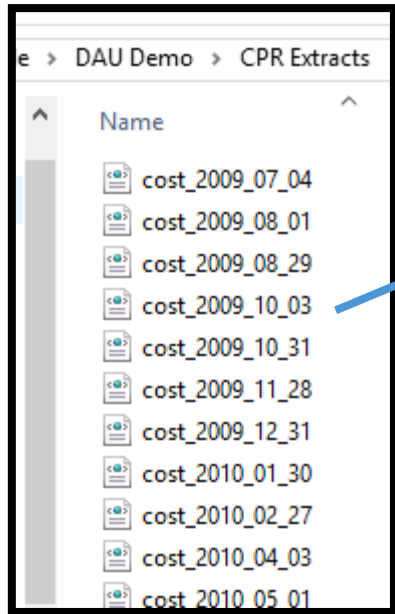 e > DAU Demo > CPR Extracts
Name
cost_2009_07_04
cost_2009_08_01
cost_2009_08_29
cost_2009_10_03
cost_2009_10_31
cost_2009_11_28
cost_2009_12_31
cost_2010_01_30
cost_2010_02_27
cost_2010_04_03
cost_2010_05_01